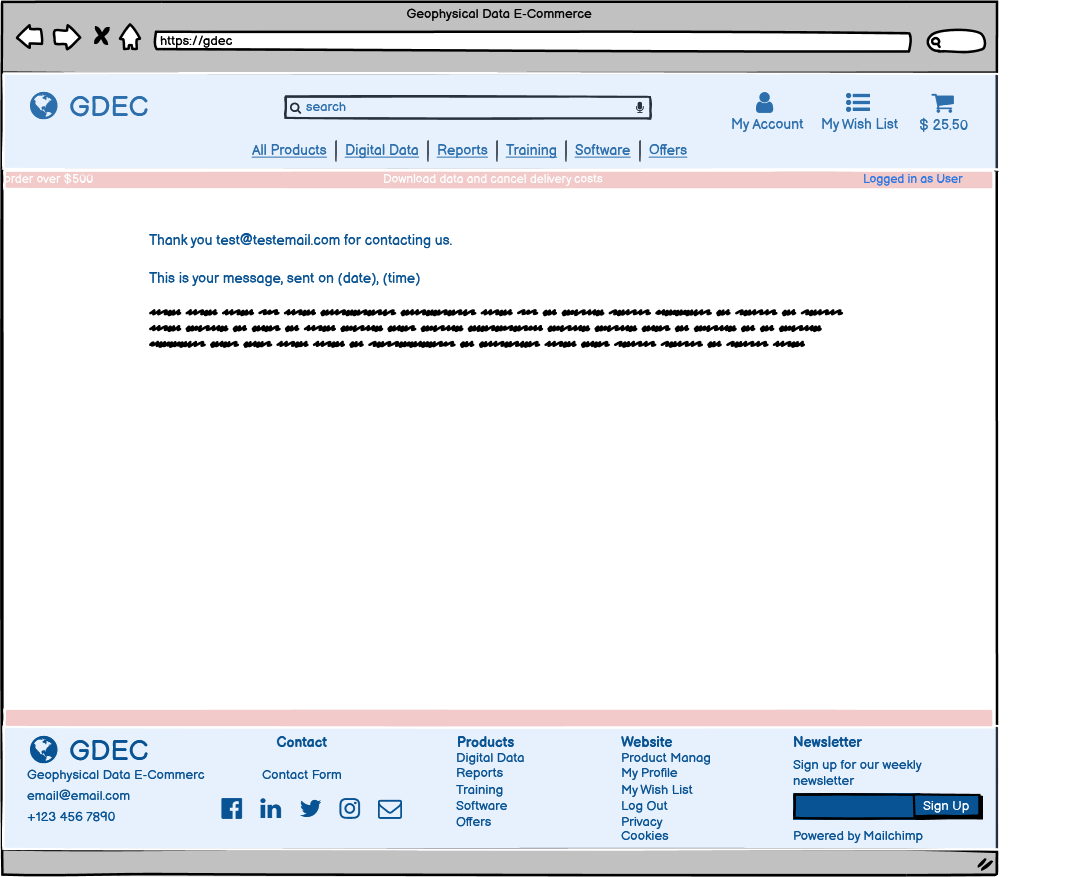 Geophysical Data E-Commerce
https://gdec
GDEC
search
My Account
My Wish List
$ 25.50
All Products
Digital Data
Reports
Training
Software
Offers
order over $500
Download data and cancel delivery costs
Logged in as User
Thank you test@testemail.com for contacting us.
This is your message, sent on (date), (time)
GDEC
Geophysical Data E-Commerc
email@email.com
+123 456 7890
Contact
Contact Form
Products
Digital Data
Reports
Training
Software
Offers
Website
Product Manag
My Profile
My Wish List
Log Out
Privacy
Cookies
Newsletter
Sign up for our weekly
newsletter
Sign Up
Powered by Mailchimp